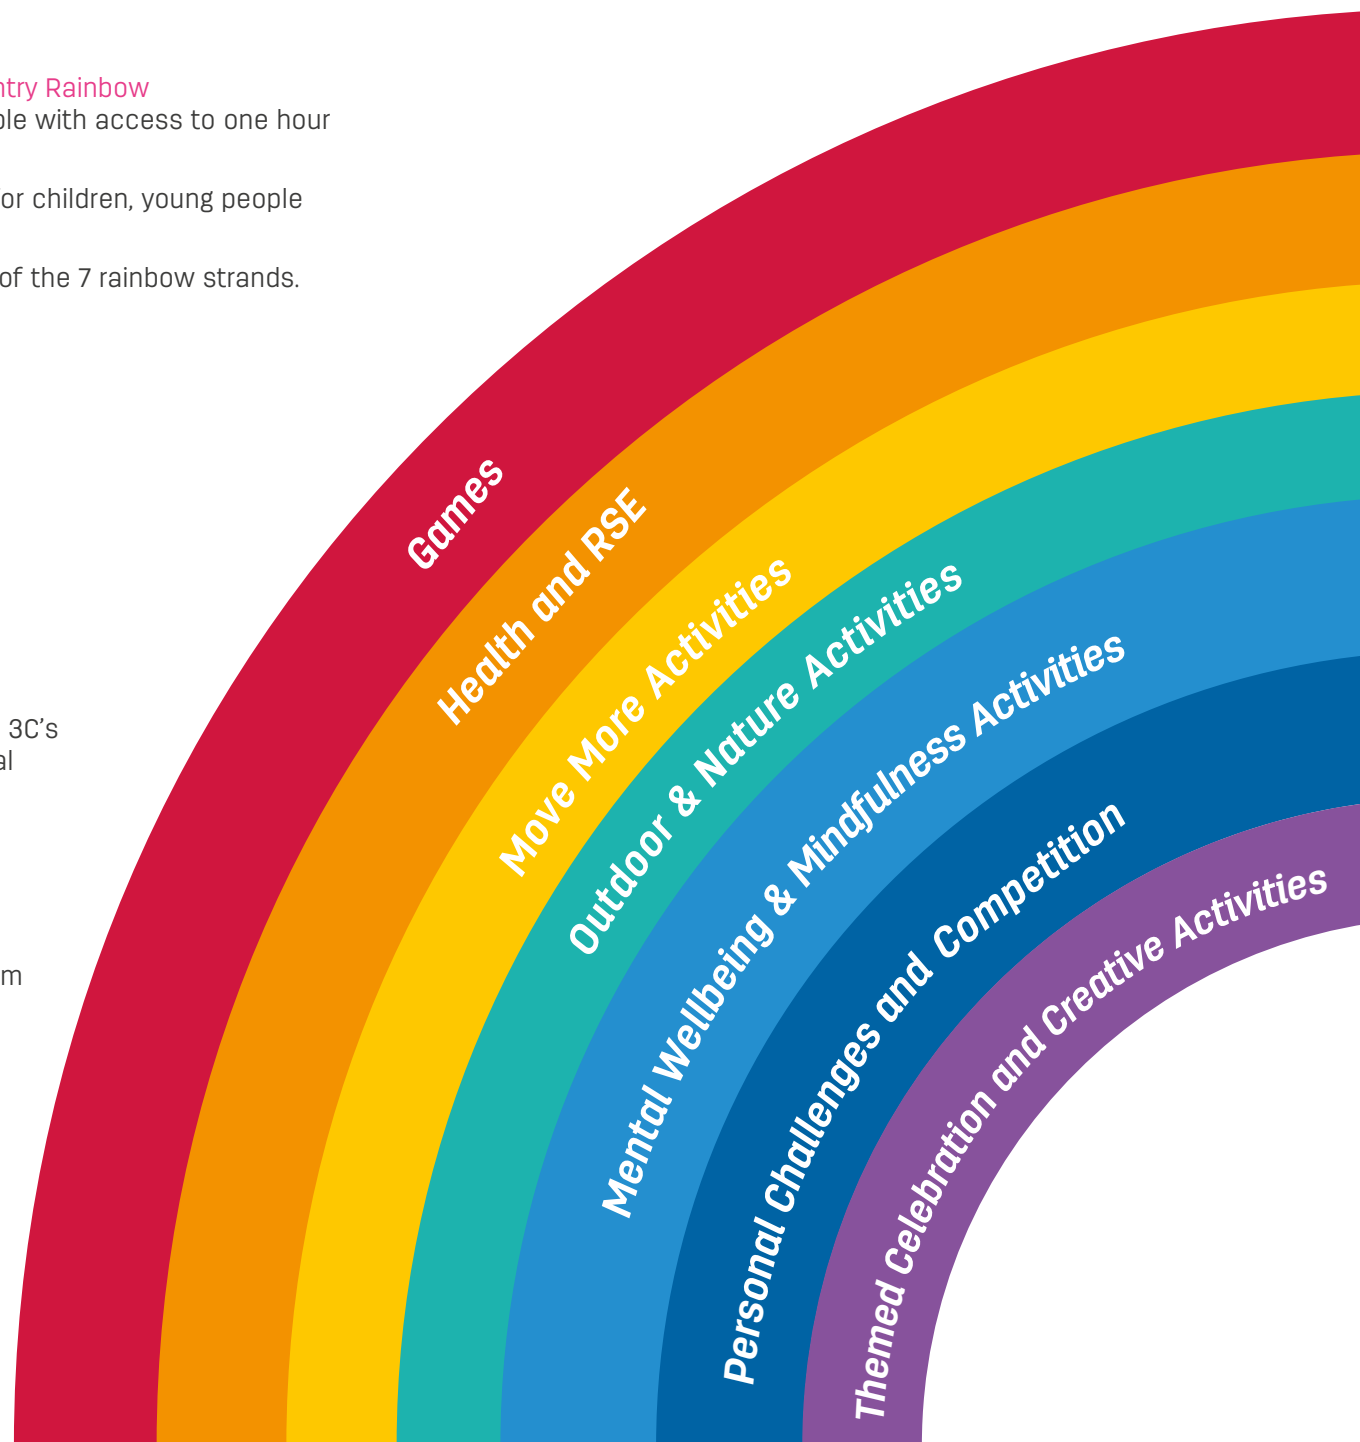 ntry Rainbow
ple with access to one hour
or children, young people
of the 7 rainbow strands.
Games
Health and RSE
Move More Activities
Outdoor & Nature Activities
Mental Wellbeing & Mindfulness Activities
Personal Challenges and Competition
Themed Celebration and Creative Activities
3C's
al
m